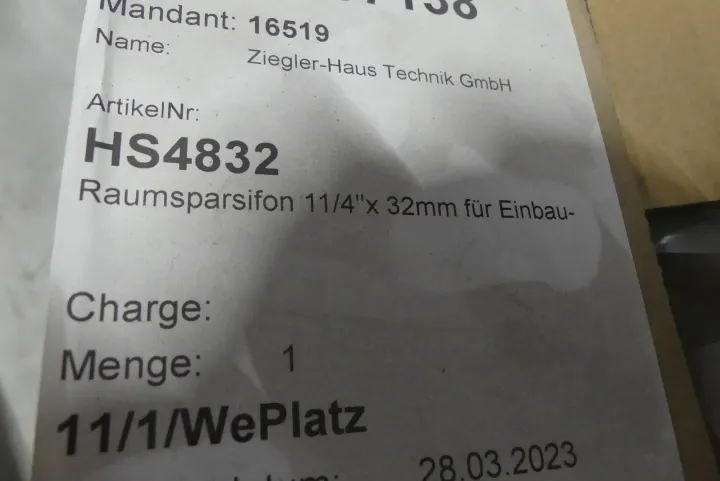 138
Mandant: 16519
Name: Ziegler-Haus Technik GmbH
ArtikelNr:
HS4832
Raumsparsifon 11/4"x 32mm für Einbau-
Charge:
Menge: 1
11/1/WePlatz
28.03.2023